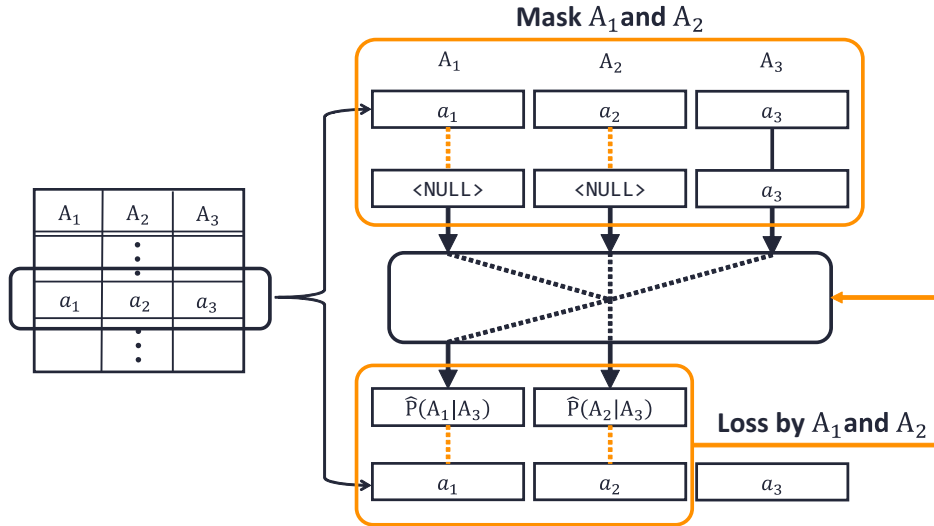 Mask A₁ and A₂
A₁ A₂ A₃
a₁ a₂ a₃
<NULL> <NULL> a₃
A₁ A₂ A₃
a₁ a₂ a₃
P̂(A₁|A₃) P̂(A₂|A₃)
Loss by A₁ and A₂
a₁ a₂ a₃